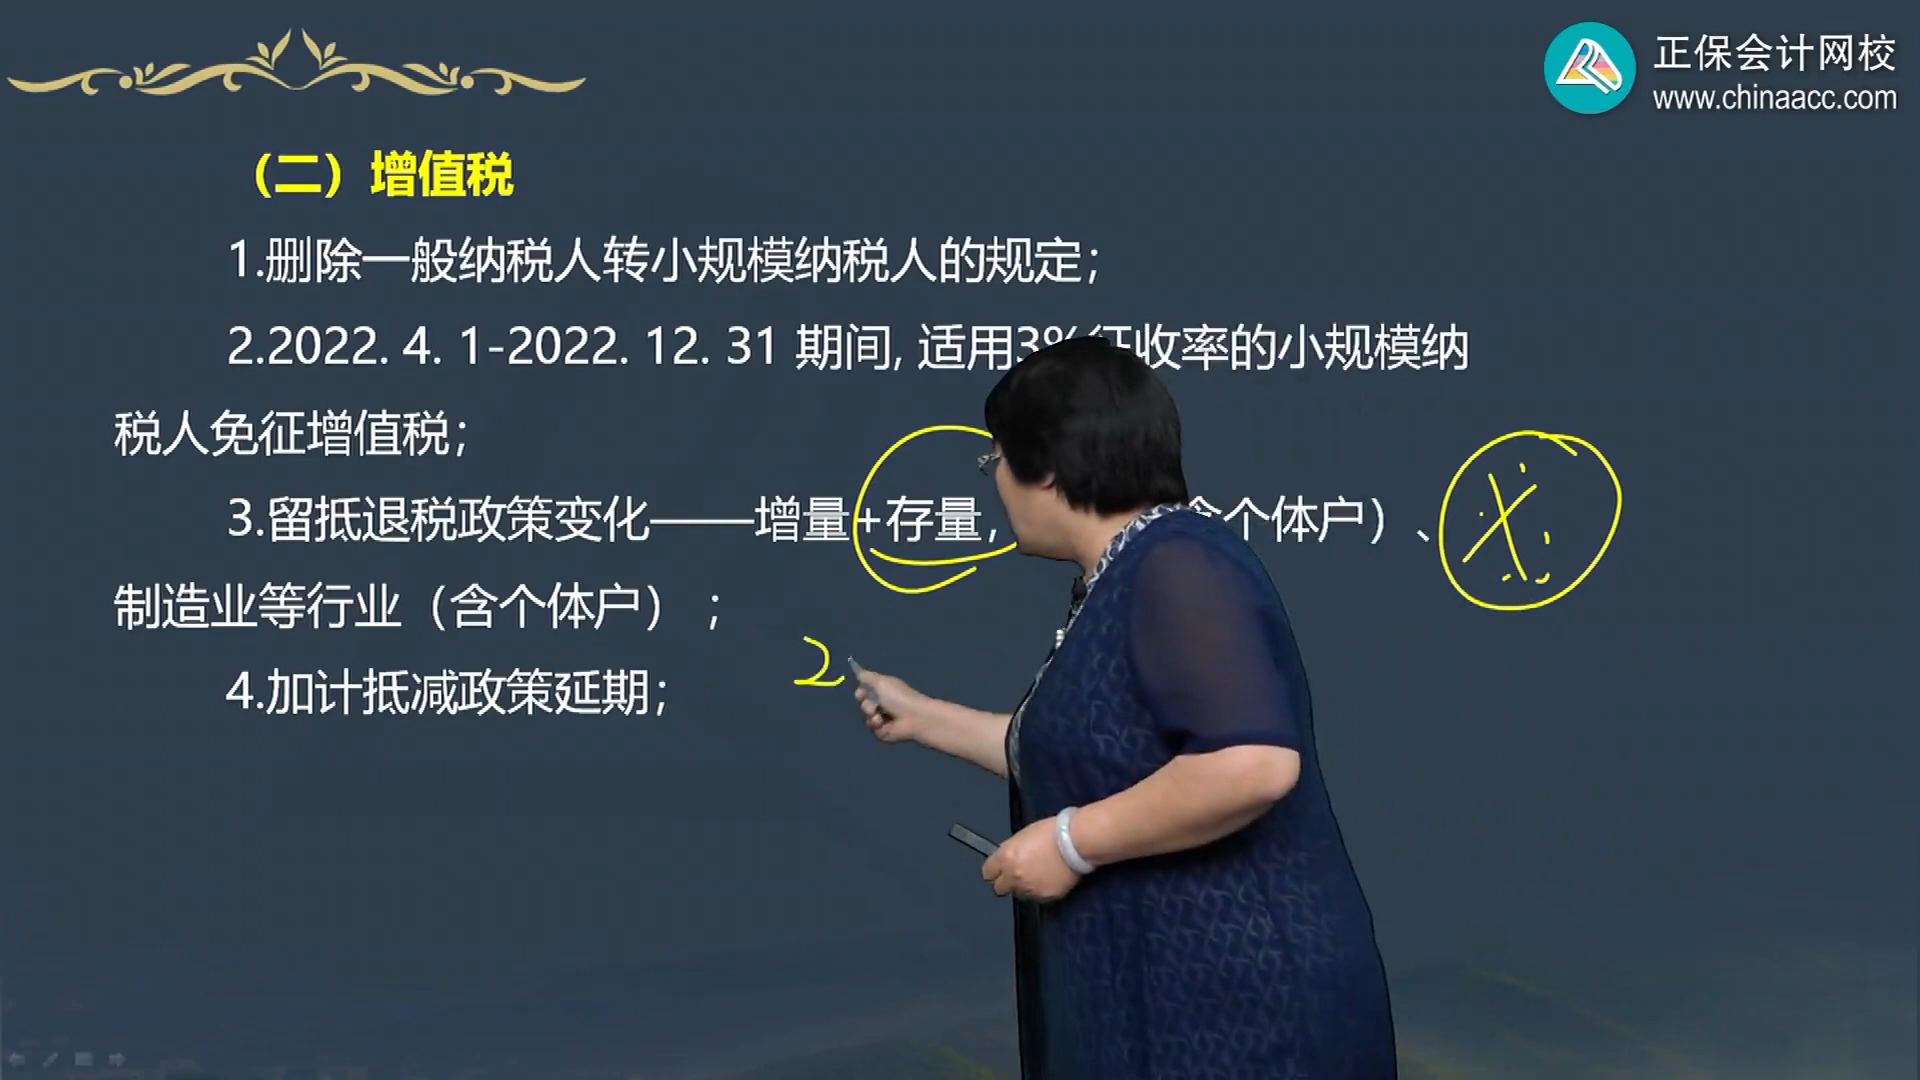 正保会计网校
www.chinaacc.com
（二）增值税
1.删除一般纳税人转小规模纳税人的规定；
2.2022. 4. 1-2022. 12. 31 期间, 适用3%征收率的小规模纳
税人免征增值税；
3.留抵退税政策变化——增量+存量， 含个体户）、
制造业等行业（含个体户）；
4.加计抵减政策延期；
2